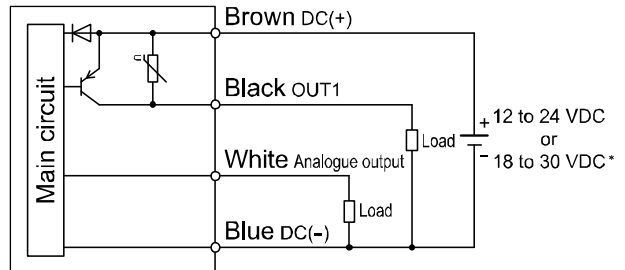 Brown DC(+)
Main circuit
Black OUT1
White Analogue output
Load
Load
+ 12 to 24 VDC
or
− 18 to 30 VDC*
Blue DC(−)